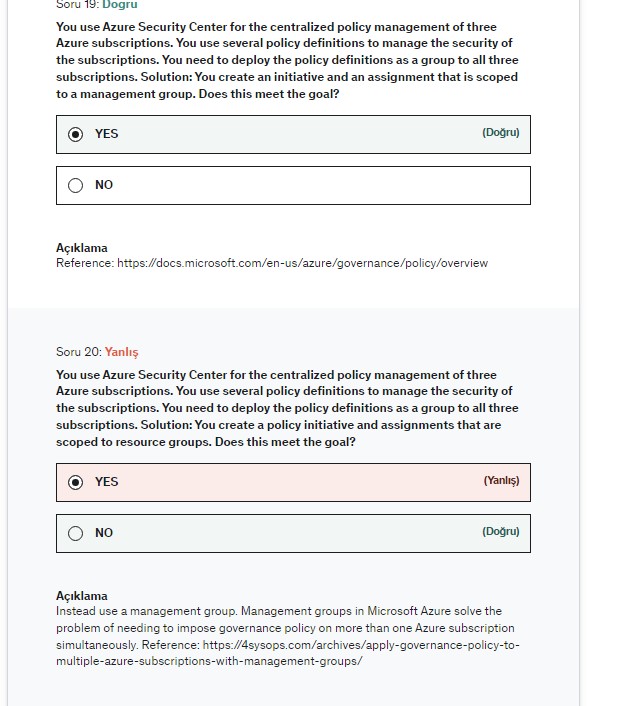 Soru 19: Doğru
You use Azure Security Center for the centralized policy management of three
Azure subscriptions. You use several policy definitions to manage the security of
the subscriptions. You need to deploy the policy definitions as a group to all three
subscriptions. Solution: You create an initiative and an assignment that is scoped
to a management group. Does this meet the goal?
YES (Doğru)
NO
Açıklama
Reference: https://docs.microsoft.com/en-us/azure/governance/policy/overview
Soru 20: Yanlış
You use Azure Security Center for the centralized policy management of three
Azure subscriptions. You use several policy definitions to manage the security of
the subscriptions. You need to deploy the policy definitions as a group to all three
subscriptions. Solution: You create a policy initiative and assignments that are
scoped to resource groups. Does this meet the goal?
YES (Yanlış)
NO (Doğru)
Açıklama
Instead use a management group. Management groups in Microsoft Azure solve the
problem of needing to impose governance policy on more than one Azure subscription
simultaneously. Reference: https://4sysops.com/archives/apply-governance-policy-to-
multiple-azure-subscriptions-with-management-groups/